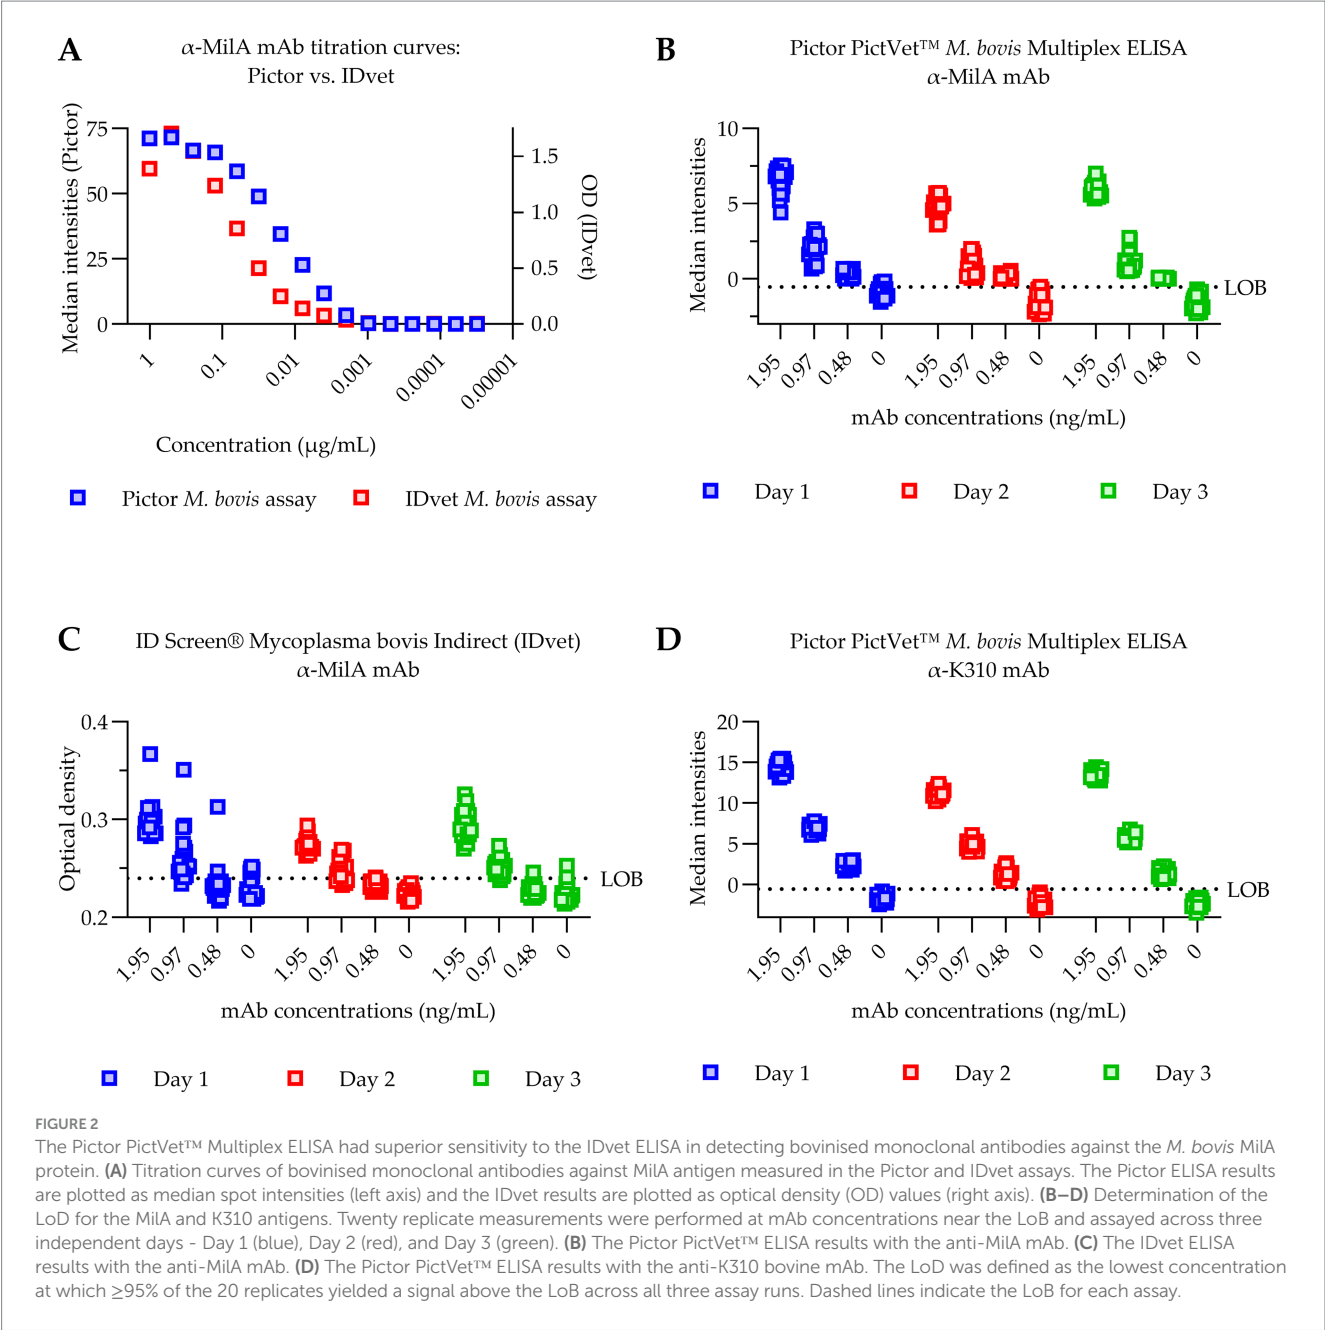 A
α-MilA mAb titration curves:
Pictor vs. IDvet
Median intensities (Pictor)
75
50
25
0
1.5
1.0
0.5
0.0
OD (IDvet)
1
0.1
0.01
0.001
0.0001
0.00001
Concentration (µg/mL)
Pictor M. bovis assay
IDvet M. bovis assay
B
Pictor PictVet™ M. bovis Multiplex ELISA
α-MilA mAb
Median intensities
10
5
0
LOB
1.95 0.97 0.48 0 1.95 0.97 0.48 0 1.95 0.97 0.48 0
mAb concentrations (ng/mL)
Day 1 Day 2 Day 3
C
ID Screen® Mycoplasma bovis Indirect (IDvet)
α-MilA mAb
Optical density
0.4
0.3
0.2
LOB
1.95 0.97 0.48 0 1.95 0.97 0.48 0 1.95 0.97 0.48 0
mAb concentrations (ng/mL)
Day 1 Day 2 Day 3
D
Pictor PictVet™ M. bovis Multiplex ELISA
α-K310 mAb
Median intensities
20
15
10
5
0
LOB
1.95 0.97 0.48 0 1.95 0.97 0.48 0 1.95 0.97 0.48 0
mAb concentrations (ng/mL)
Day 1 Day 2 Day 3
FIGURE 2
The Pictor PictVet™ Multiplex ELISA had superior sensitivity to the IDvet ELISA in detecting bovinised monoclonal antibodies against the M. bovis MilA
protein. (A) Titration curves of bovinised monoclonal antibodies against MilA antigen measured in the Pictor and IDvet assays. The Pictor ELISA results
are plotted as median spot intensities (left axis) and the IDvet results are plotted as optical density (OD) values (right axis). (B–D) Determination of the
LoD for the MilA and K310 antigens. Twenty replicate measurements were performed at mAb concentrations near the LoB and assayed across three
independent days - Day 1 (blue), Day 2 (red), and Day 3 (green). (B) The Pictor PictVet™ ELISA results with the anti-MilA mAb. (C) The IDvet ELISA
results with the anti-MilA mAb. (D) The Pictor PictVet™ ELISA results with the anti-K310 bovine mAb. The LoD was defined as the lowest concentration
at which ≥95% of the 20 replicates yielded a signal above the LoB across all three assay runs. Dashed lines indicate the LoB for each assay.